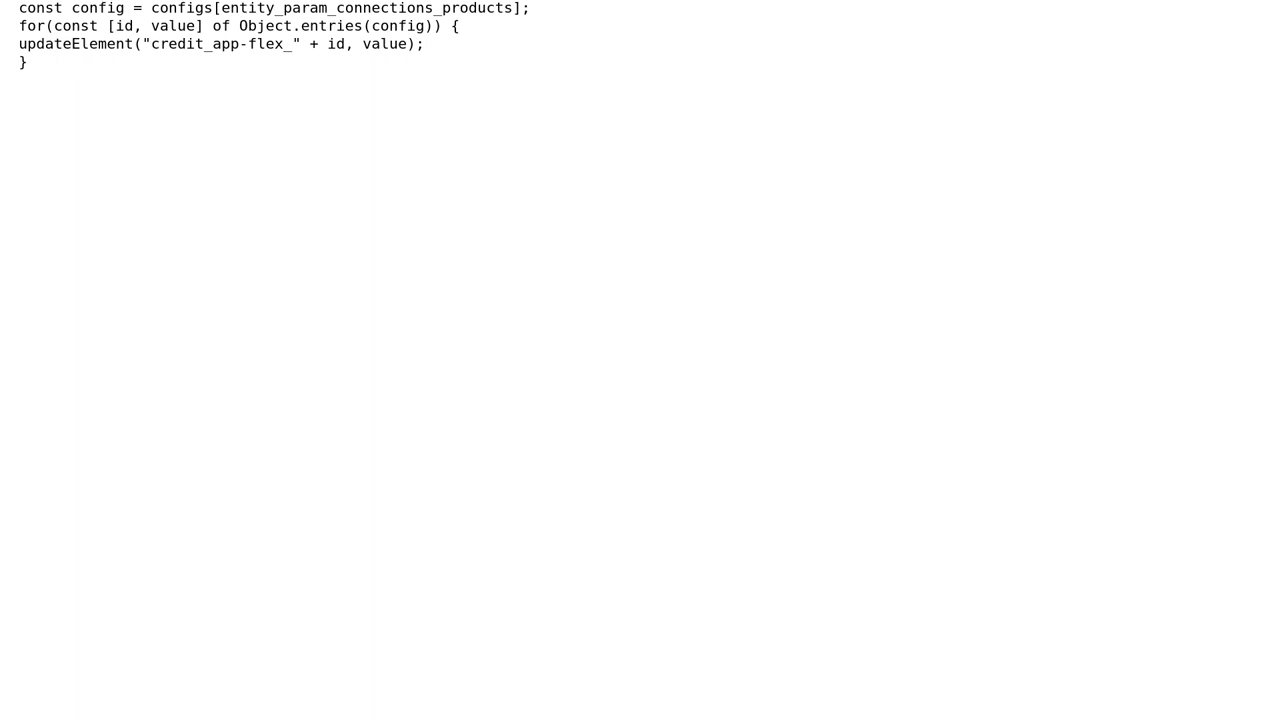 const config = configs[entity_param_connections_products];
for(const [id, value] of Object.entries(config)) {
updateElement("credit_app-flex_" + id, value);
}